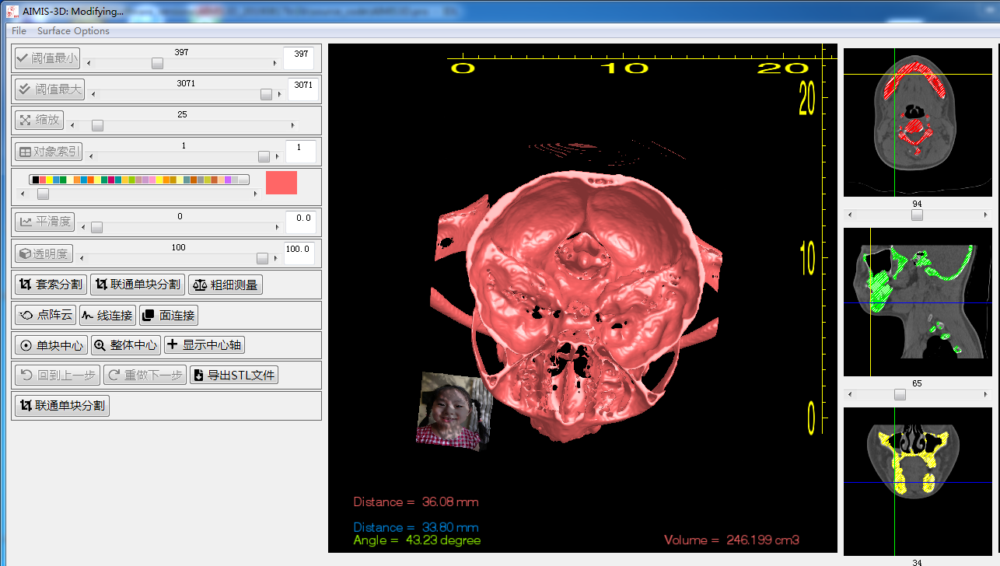 AIMIS-3D: Modifying...
File Surface Options
阈值最小 397 397
阈值最大 3071 3071
缩放 25
对象索引 1 1
平滑度 0 0.0
透明度 100 100.0
套索分割 联通单块分割 粗细测量
点阵云 线连接 面连接
单块中心 整体中心 显示中心轴
回到上一步 重做下一步 导出STL文件
联通单块分割
0 10 20
20
10
0
Distance = 36.08 mm
Distance = 33.80 mm
Angle = 43.23 degree
Volume = 246.199 cm3
94
65
34